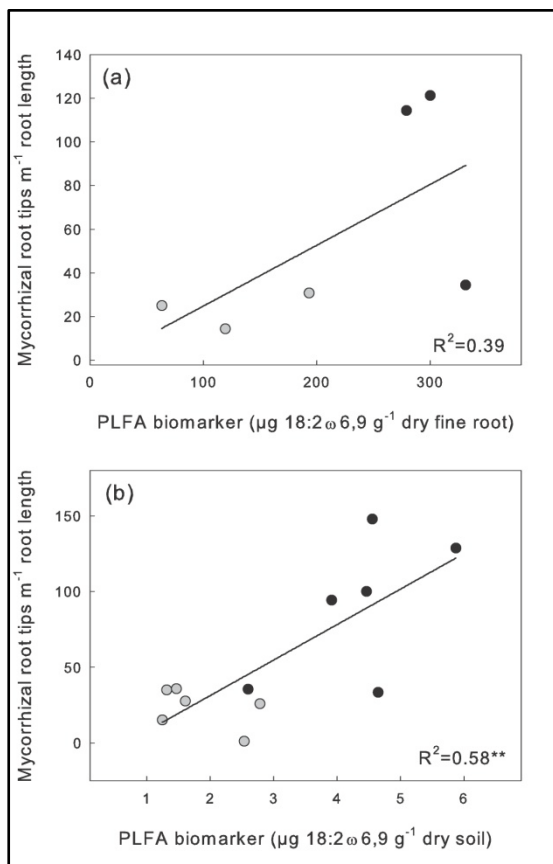 (a)
Mycorrhizal root tips m⁻¹ root length
140
120
100
80
60
40
20
0
0 100 200 300
R²=0.39
PLFA biomarker (µg 18:2ω6,9 g⁻¹ dry fine root)
(b)
Mycorrhizal root tips m⁻¹ root length
150
100
50
0
1 2 3 4 5 6
R²=0.58**
PLFA biomarker (µg 18:2ω6,9 g⁻¹ dry soil)